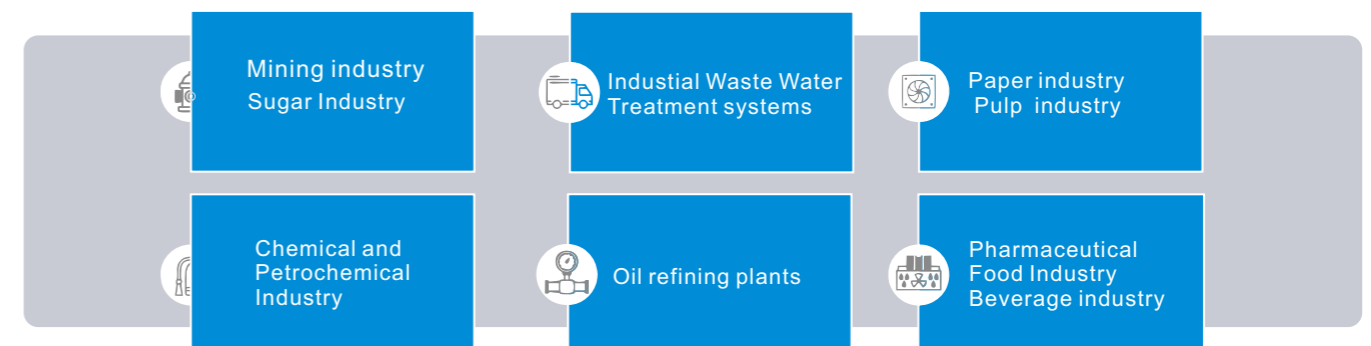 Mining industry
Sugar Industry
Industial Waste Water
Treatment systems
Paper industry
Pulp industry
Chemical and
Petrochemical
Industry
Oil refining plants
Pharmaceutical
Food Industry
Beverage industry